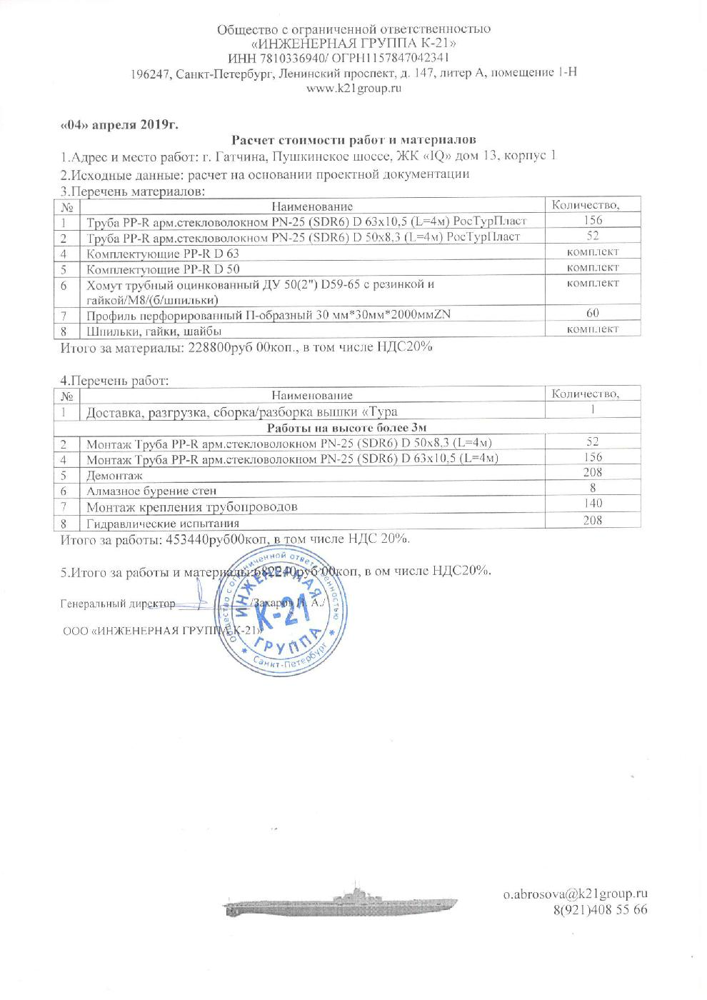 Общество с ограниченной ответственностью
«ИНЖЕНЕРНАЯ ГРУППА К-21»
ИНН 7810336940/ ОГРН1157847042341
196247, Санкт-Петербург, Ленинский проспект, д. 147, литер А, помещение 1-Н
www.k21group.ru
«04» апреля 2019г.
Расчет стоимости работ и материалов
1.Адрес и место работ: г. Гатчина, Пушкинское шоссе, ЖК «IQ» дом 13, корпус 1
2.Исходные данные: расчет на основании проектной документации
3.Перечень материалов:
№ Наименование Количество,
1 Труба PP-R арм.стекловолокном PN-25 (SDR6) D 63х10,5 (L=4м) РосТурПласт 156
2 Труба PP-R арм.стекловолокном PN-25 (SDR6) D 50х8,3 (L=4м) РосТурПласт 52
4 Комплектующие PP-R D 63 комплект
5 Комплектующие PP-R D 50 комплект
6 Хомут трубный оцинкованный ДУ 50(2") D59-65 с резинкой и комплект
гайкой/М8/(б/шпильки)
7 Профиль перфорированный П-образный 30 мм*30мм*2000ммZN 60
8 Шпильки, гайки, шайбы комплект
Итого за материалы: 228800руб 00коп., в том числе НДС20%
4.Перечень работ:
№ Наименование Количество,
1 Доставка, разгрузка, сборка/разборка вышки «Тура 1
Работы на высоте более 3м
2 Монтаж Труба PP-R арм.стекловолокном PN-25 (SDR6) D 50х8,3 (L=4м) 52
4 Монтаж Труба PP-R арм.стекловолокном PN-25 (SDR6) D 63х10,5 (L=4м) 156
5 Демонтаж 208
6 Алмазное бурение стен 8
7 Монтаж крепления трубопроводов 140
8 Гидравлические испытания 208
Итого за работы: 453440руб00коп, в том числе НДС 20%.
5.Итого за работы и материалы:682240руб 00коп, в ом числе НДС20%.
Генеральный директор /Захаров П. А./
ООО «ИНЖЕНЕРНАЯ ГРУППА К-21»
Общество с ограниченной ответственностью
ИНЖЕНЕРНАЯ
К-21
ГРУППА
Санкт-Петербург
o.abrosova@k21group.ru
8(921)408 55 66